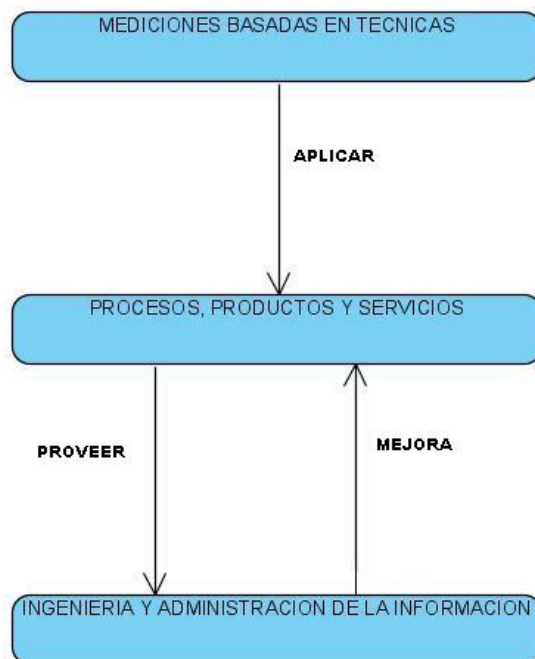 MEDICIONES BASADAS EN TECNICAS
APLICAR
PROCESOS, PRODUCTOS Y SERVICIOS
PROVEER
MEJORA
INGENIERIA Y ADMINISTRACION DE LA INFORMACION